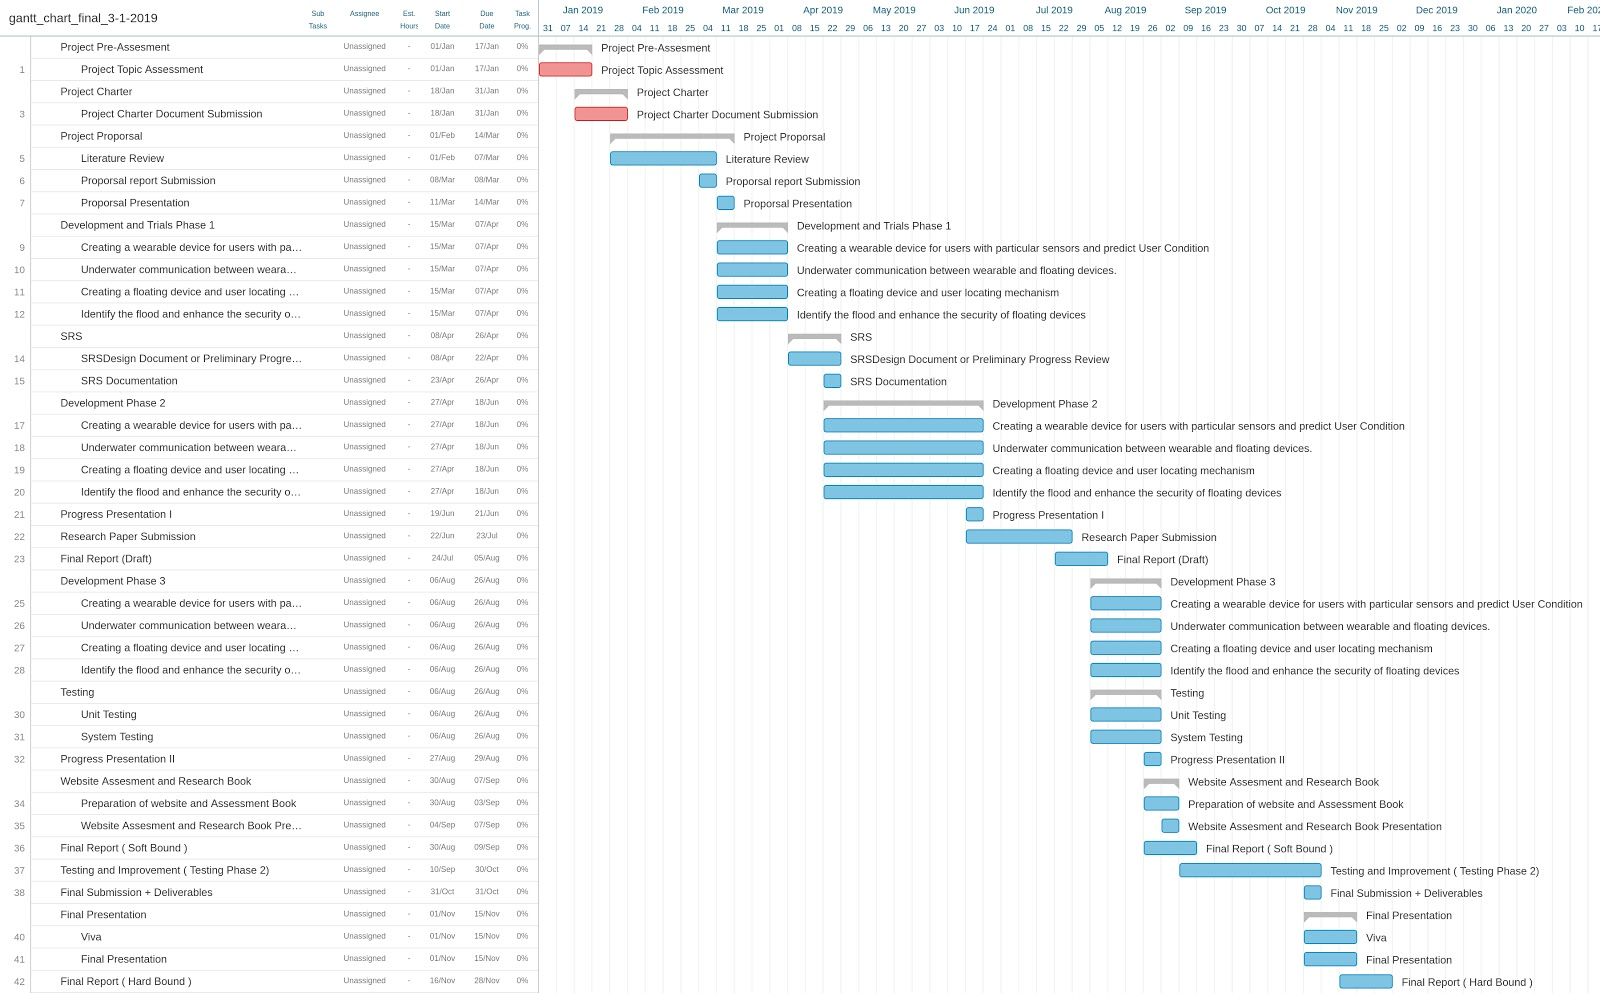 gantt_chart_final_3-1-2019 Sub Tasks Assignee Est. Hours Start Date Due Date Task Prog.
Jan 2019 Feb 2019 Mar 2019 Apr 2019 May 2019 Jun 2019 Jul 2019 Aug 2019 Sep 2019 Oct 2019 Nov 2019 Dec 2019 Jan 2020 Feb 202
31 07 14 21 28 04 11 18 25 04 11 18 25 01 08 15 22 29 06 13 20 27 03 10 17 24 01 08 15 22 29 05 12 19 26 02 09 16 23 30 07 14 21 28 04 11 18 25 02 09 16 23 30 06 13 20 27 03 10 17
Project Pre-Assesment Unassigned - 01/Jan 17/Jan 0% Project Pre-Assesment
1 Project Topic Assessment Unassigned - 01/Jan 17/Jan 0% Project Topic Assessment
Project Charter Unassigned - 18/Jan 31/Jan 0% Project Charter
3 Project Charter Document Submission Unassigned - 18/Jan 31/Jan 0% Project Charter Document Submission
Project Proporsal Unassigned - 01/Feb 14/Mar 0% Project Proporsal
5 Literature Review Unassigned - 01/Feb 07/Mar 0% Literature Review
6 Proporsal report Submission Unassigned - 08/Mar 08/Mar 0% Proporsal report Submission
7 Proporsal Presentation Unassigned - 11/Mar 14/Mar 0% Proporsal Presentation
Development and Trials Phase 1 Unassigned - 15/Mar 07/Apr 0% Development and Trials Phase 1
9 Creating a wearable device for users with pa... Unassigned - 15/Mar 07/Apr 0% Creating a wearable device for users with particular sensors and predict User Condition
10 Underwater communication between weara... Unassigned - 15/Mar 07/Apr 0% Underwater communication between wearable and floating devices.
11 Creating a floating device and user locating ... Unassigned - 15/Mar 07/Apr 0% Creating a floating device and user locating mechanism
12 Identify the flood and enhance the security o... Unassigned - 15/Mar 07/Apr 0% Identify the flood and enhance the security of floating devices
SRS Unassigned - 08/Apr 26/Apr 0% SRS
14 SRSDesign Document or Preliminary Progre... Unassigned - 08/Apr 22/Apr 0% SRSDesign Document or Preliminary Progress Review
15 SRS Documentation Unassigned - 23/Apr 26/Apr 0% SRS Documentation
Development Phase 2 Unassigned - 27/Apr 18/Jun 0% Development Phase 2
17 Creating a wearable device for users with pa... Unassigned - 27/Apr 18/Jun 0% Creating a wearable device for users with particular sensors and predict User Condition
18 Underwater communication between weara... Unassigned - 27/Apr 18/Jun 0% Underwater communication between wearable and floating devices.
19 Creating a floating device and user locating ... Unassigned - 27/Apr 18/Jun 0% Creating a floating device and user locating mechanism
20 Identify the flood and enhance the security o... Unassigned - 27/Apr 18/Jun 0% Identify the flood and enhance the security of floating devices
21 Progress Presentation I Unassigned - 19/Jun 21/Jun 0% Progress Presentation I
22 Research Paper Submission Unassigned - 22/Jun 23/Jul 0% Research Paper Submission
23 Final Report (Draft) Unassigned - 24/Jul 05/Aug 0% Final Report (Draft)
Development Phase 3 Unassigned - 06/Aug 26/Aug 0% Development Phase 3
25 Creating a wearable device for users with pa... Unassigned - 06/Aug 26/Aug 0% Creating a wearable device for users with particular sensors and predict User Condition
26 Underwater communication between weara... Unassigned - 06/Aug 26/Aug 0% Underwater communication between wearable and floating devices.
27 Creating a floating device and user locating ... Unassigned - 06/Aug 26/Aug 0% Creating a floating device and user locating mechanism
28 Identify the flood and enhance the security o... Unassigned - 06/Aug 26/Aug 0% Identify the flood and enhance the security of floating devices
Testing Unassigned - 06/Aug 26/Aug 0% Testing
30 Unit Testing Unassigned - 06/Aug 26/Aug 0% Unit Testing
31 System Testing Unassigned - 06/Aug 26/Aug 0% System Testing
32 Progress Presentation II Unassigned - 27/Aug 29/Aug 0% Progress Presentation II
Website Assesment and Research Book Unassigned - 30/Aug 07/Sep 0% Website Assesment and Research Book
34 Preparation of website and Assessment Book Unassigned - 30/Aug 03/Sep 0% Preparation of website and Assessment Book
35 Website Assesment and Research Book Pre... Unassigned - 04/Sep 07/Sep 0% Website Assesment and Research Book Presentation
36 Final Report ( Soft Bound ) Unassigned - 30/Aug 09/Sep 0% Final Report ( Soft Bound )
37 Testing and Improvement ( Testing Phase 2) Unassigned - 10/Sep 30/Oct 0% Testing and Improvement ( Testing Phase 2)
38 Final Submission + Deliverables Unassigned - 31/Oct 31/Oct 0% Final Submission + Deliverables
Final Presentation Unassigned - 01/Nov 15/Nov 0% Final Presentation
40 Viva Unassigned - 01/Nov 15/Nov 0% Viva
41 Final Presentation Unassigned - 01/Nov 15/Nov 0% Final Presentation
42 Final Report ( Hard Bound ) Unassigned - 16/Nov 28/Nov 0% Final Report ( Hard Bound )